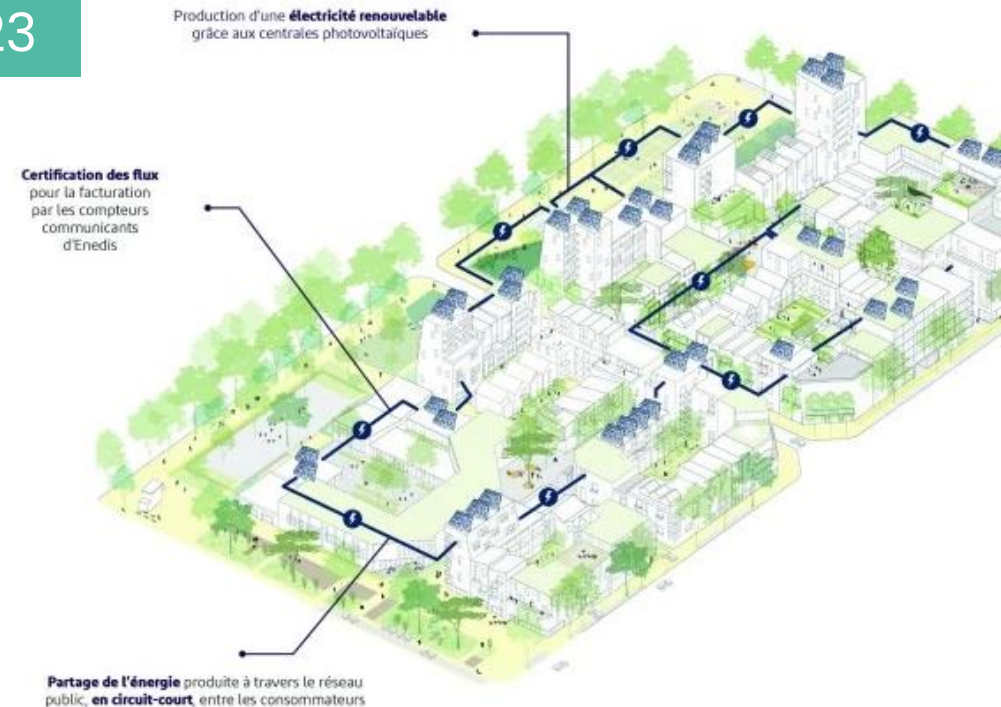 23
Production d'une électricité renouvelable
grâce aux centrales photovoltaïques
Certification des flux
pour la facturation
par les compteurs
communicants
d'Enedis
Partage de l'énergie produite à travers le réseau
public, en circuit-court, entre les consommateurs